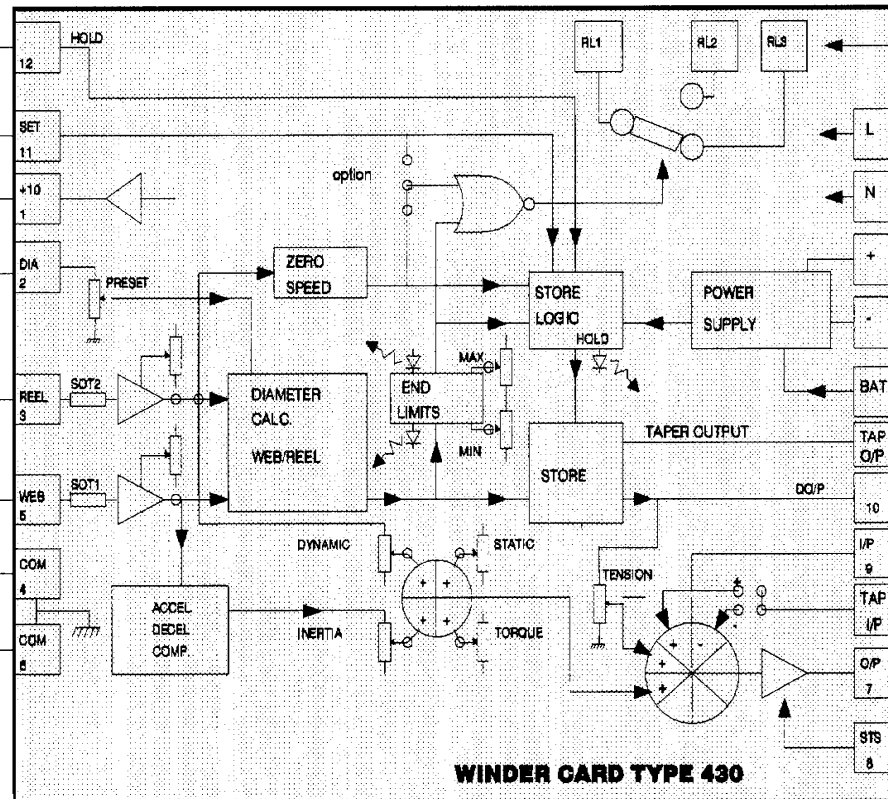 HOLD
12
SET
11
+10
1
DIA
2
PRESET
REEL
3
SOT2
WEB
5
SOT1
COM
4
COM
6
option
ZERO
SPEED
DIAMETER
CALC.
WEB/REEL
END
LIMITS
MAX
MIN
STORE
LOGIC
HOLD
STORE
POWER
SUPPLY
RL1
RL2
RL3
L
N
+
-
BAT
TAPER OUTPUT
TAP
O/P
DO/P
10
I/P
9
TAP
I/P
O/P
7
STS
8
ACCEL
DECEL
COMP.
DYNAMIC
STATIC
INERTIA
TORQUE
+ +
+ +
TENSION
+
-
+ -
+
+
WINDER CARD TYPE 430